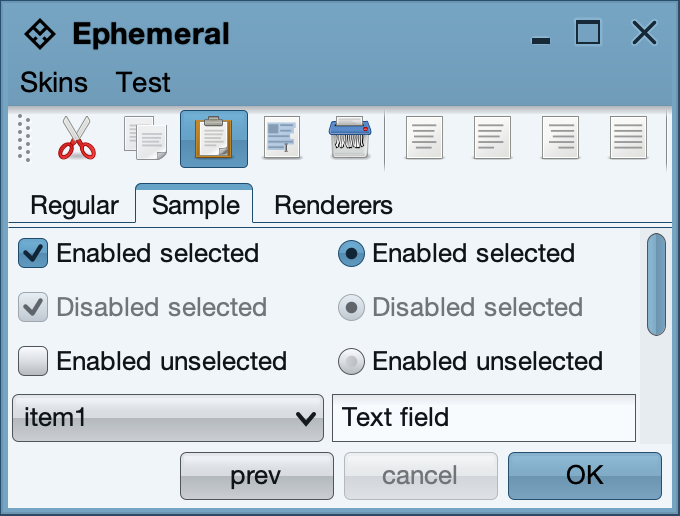 Ephemeral
Skins Test
Regular Sample Renderers
Enabled selected Enabled selected
Disabled selected Disabled selected
Enabled unselected Enabled unselected
item1 Text field
prev cancel OK